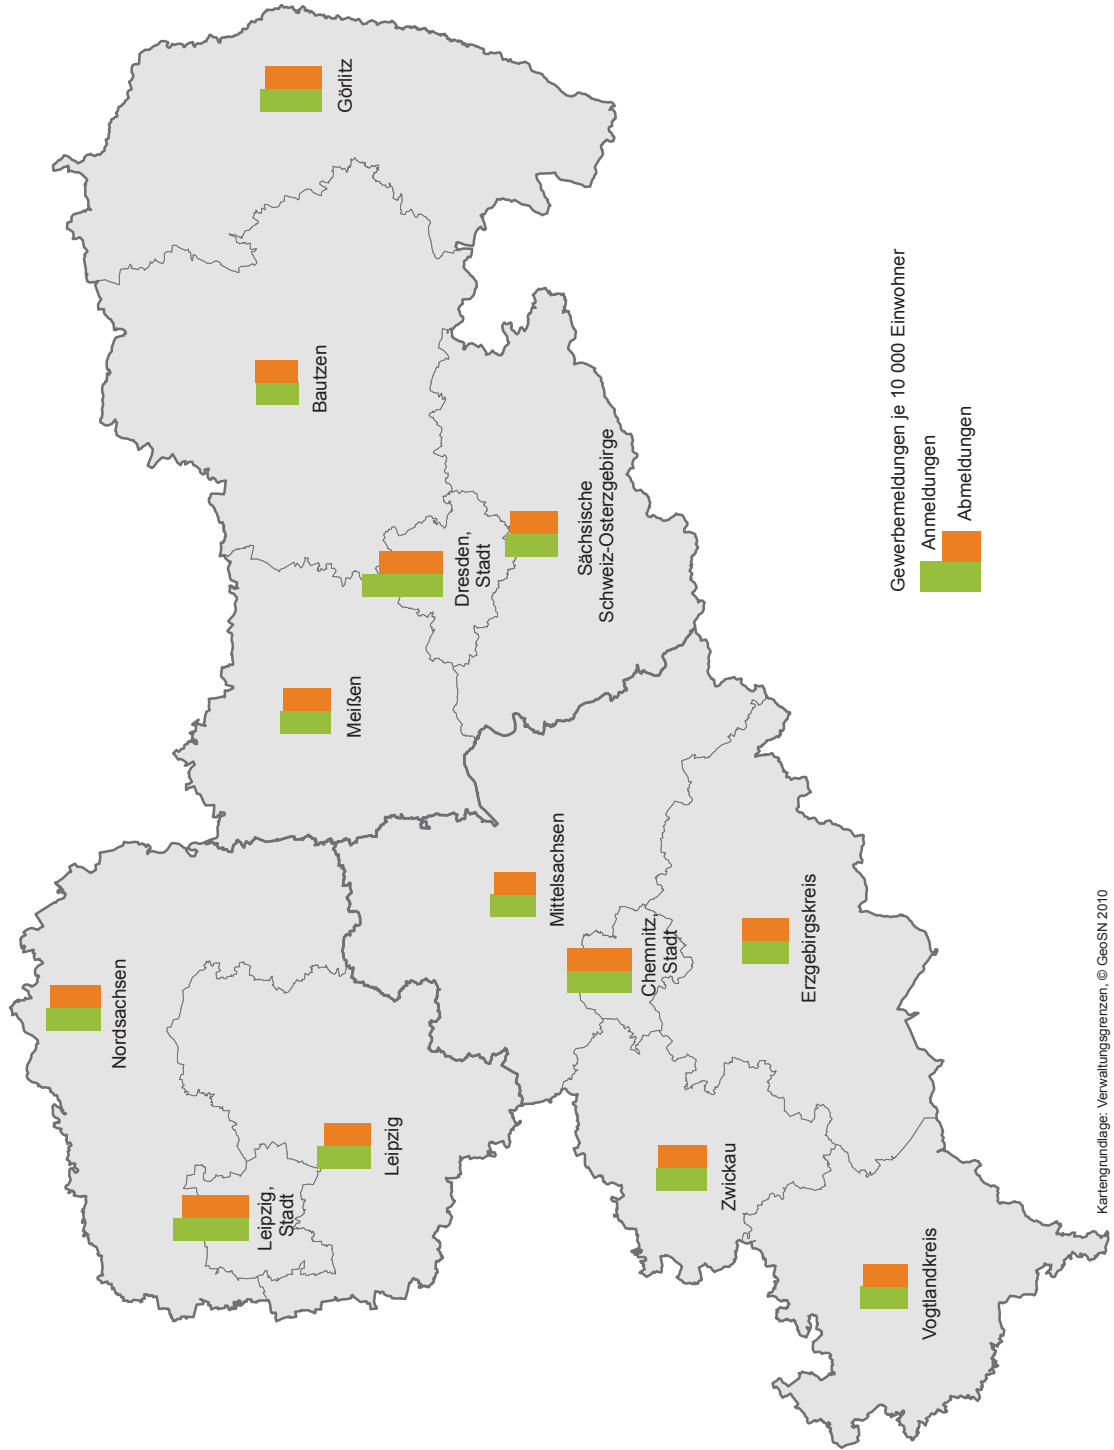 Nordsachsen
Leipzig,
Stadt
Leipzig
Meißen
Bautzen
Görlitz
Dresden,
Stadt
Sächsische
Schweiz-Osterzgebirge
Mittelsachsen
Chemnitz,
Stadt
Erzgebirgskreis
Zwickau
Vogtlandkreis
Gewerbemeldungen je 10 000 Einwohner
Anmeldungen
Abmeldungen
Kartengrundlage: Verwaltungsgrenzen, © GeoSN 2010